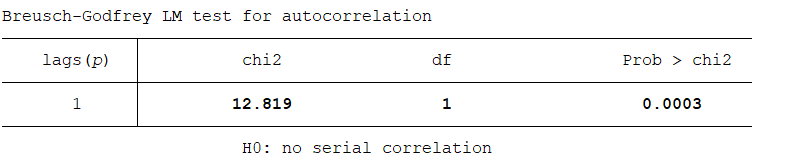 Breusch-Godfrey LM test for autocorrelation
lags(p) chi2 df Prob > chi2
1 12.819 1 0.0003
H0: no serial correlation